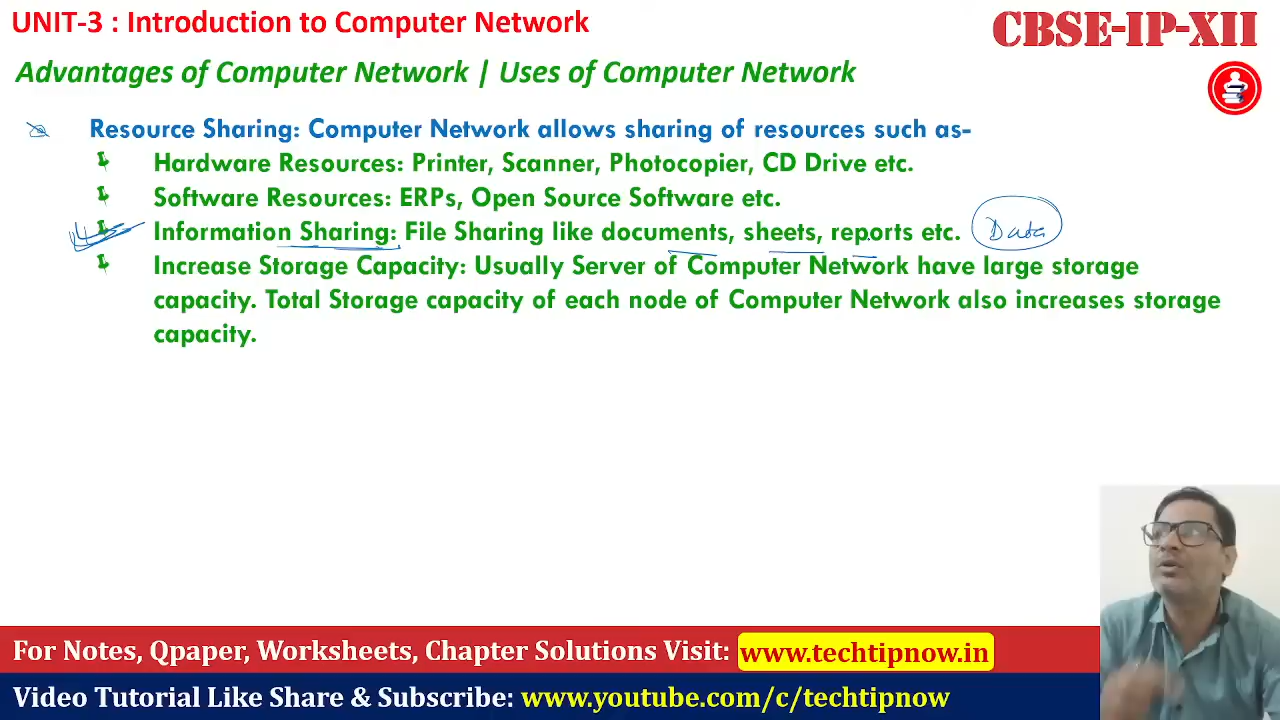 UNIT-3 : Introduction to Computer Network
CBSE-IP-XII
Advantages of Computer Network | Uses of Computer Network
Resource Sharing: Computer Network allows sharing of resources such as-
Hardware Resources: Printer, Scanner, Photocopier, CD Drive etc.
Software Resources: ERPs, Open Source Software etc.
Information Sharing: File Sharing like documents, sheets, reports etc. Data
Increase Storage Capacity: Usually Server of Computer Network have large storage
capacity. Total Storage capacity of each node of Computer Network also increases storage
capacity.
For Notes, Qpaper, Worksheets, Chapter Solutions Visit: www.techtipnow.in
Video Tutorial Like Share & Subscribe: www.youtube.com/c/techtipnow